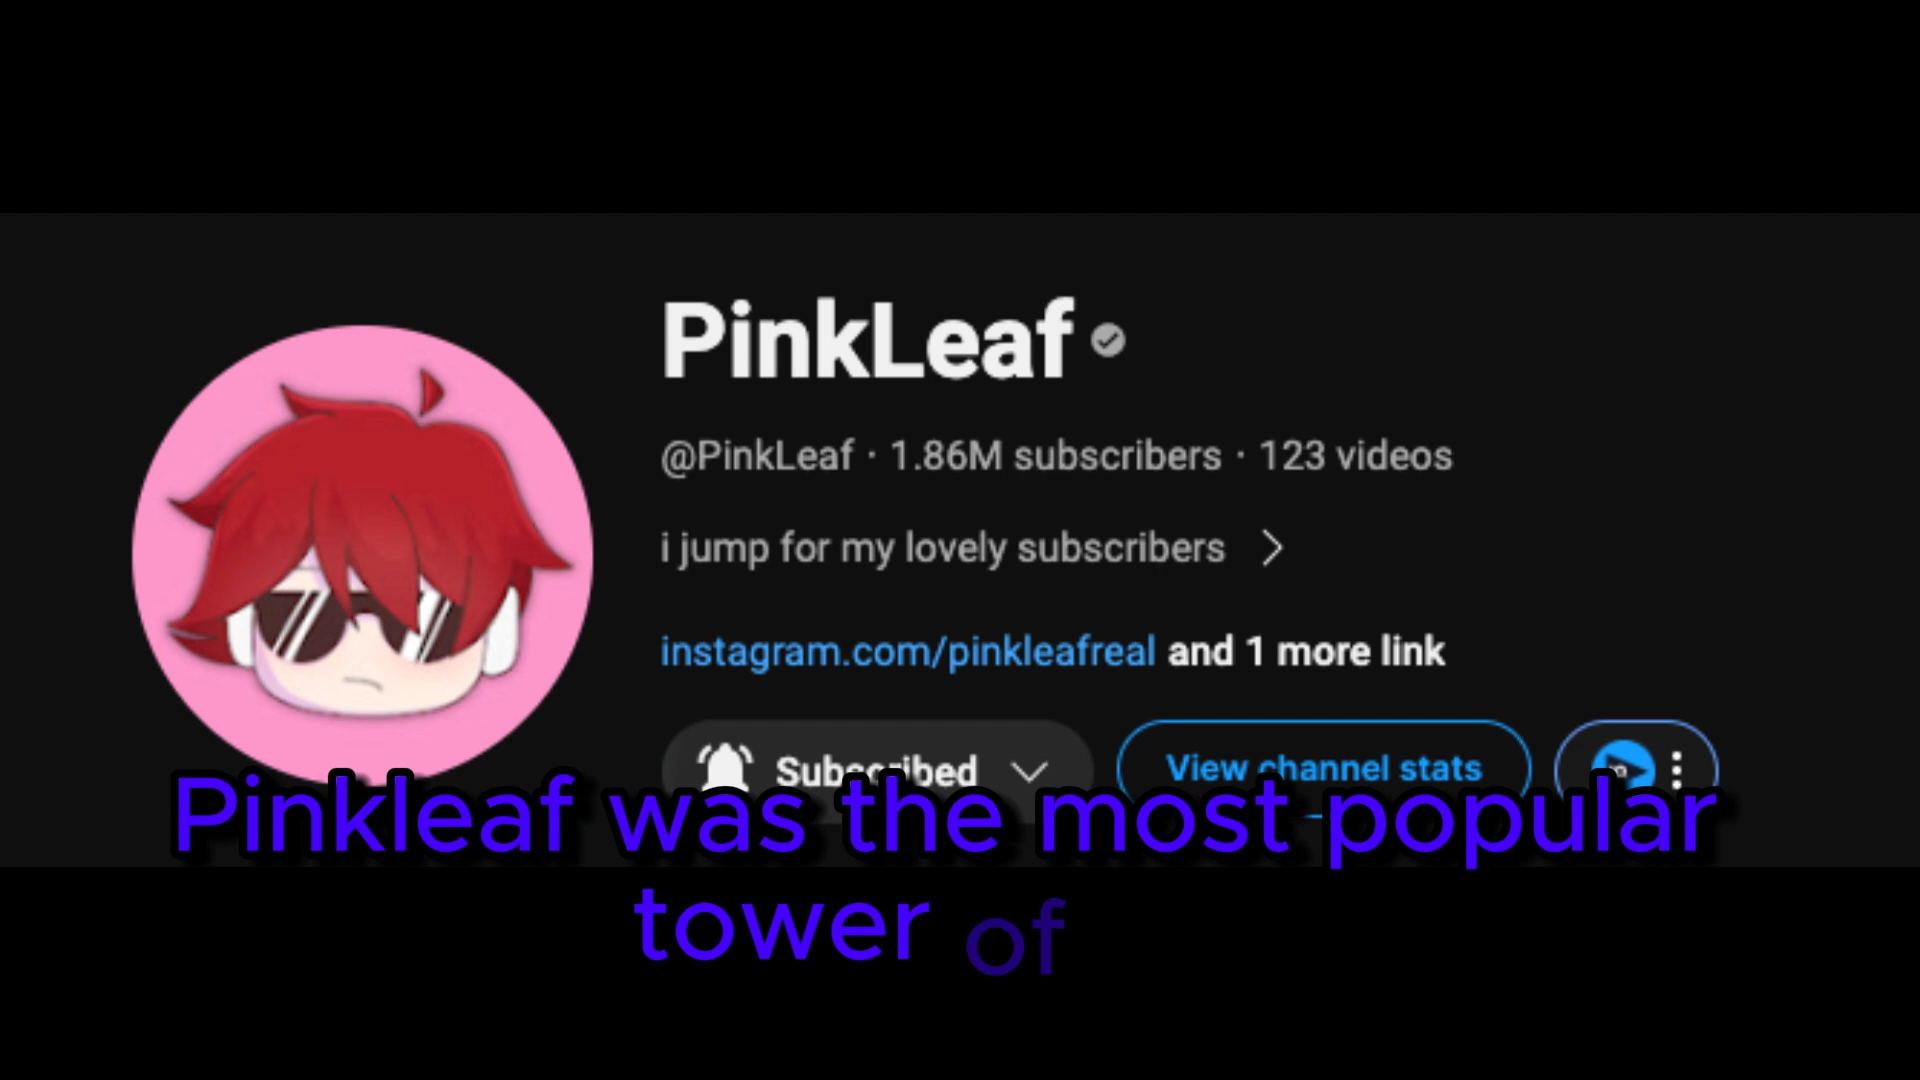 PinkLeaf
@PinkLeaf · 1.86M subscribers · 123 videos
i jump for my lovely subscribers
instagram.com/pinkleafreal and 1 more link
Subscribed
View channel stats
Pinkleaf was the most popular
tower of